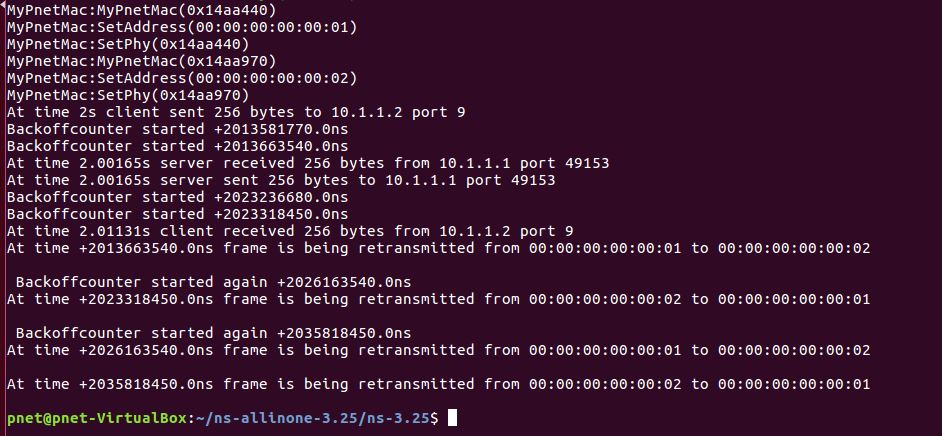 MyPnetMac:MyPnetMac(0x14aa440)
MyPnetMac:SetAddress(00:00:00:00:00:01)
MyPnetMac:SetPhy(0x14aa440)
MyPnetMac:MyPnetMac(0x14aa970)
MyPnetMac:SetAddress(00:00:00:00:00:02)
MyPnetMac:SetPhy(0x14aa970)
At time 2s client sent 256 bytes to 10.1.1.2 port 9
Backoffcounter started +2013581770.0ns
Backoffcounter started +2013663540.0ns
At time 2.00165s server received 256 bytes from 10.1.1.1 port 49153
At time 2.00165s server sent 256 bytes to 10.1.1.1 port 49153
Backoffcounter started +2023236680.0ns
Backoffcounter started +2023318450.0ns
At time 2.01131s client received 256 bytes from 10.1.1.2 port 9
At time +2013663540.0ns frame is being retransmitted from 00:00:00:00:00:01 to 00:00:00:00:00:02
Backoffcounter started again +2026163540.0ns
At time +2023318450.0ns frame is being retransmitted from 00:00:00:00:00:02 to 00:00:00:00:00:01
Backoffcounter started again +2035818450.0ns
At time +2026163540.0ns frame is being retransmitted from 00:00:00:00:00:01 to 00:00:00:00:00:02
At time +2035818450.0ns frame is being retransmitted from 00:00:00:00:00:02 to 00:00:00:00:00:01
pnet@pnet-VirtualBox:~/ns-allinone-3.25/ns-3.25$